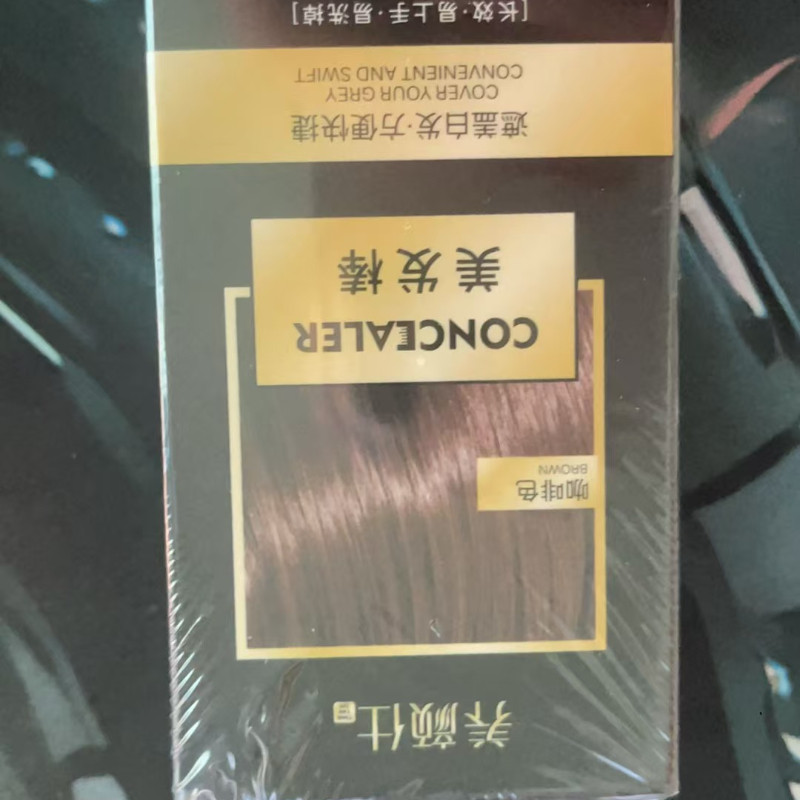 养颜仕
咖啡色
BROWN
CONCEALER
美发棒
遮盖白发·方便快捷
COVER YOUR GREY
CONVENIENT AND SWIFT
[长效·易上手·易洗掉]